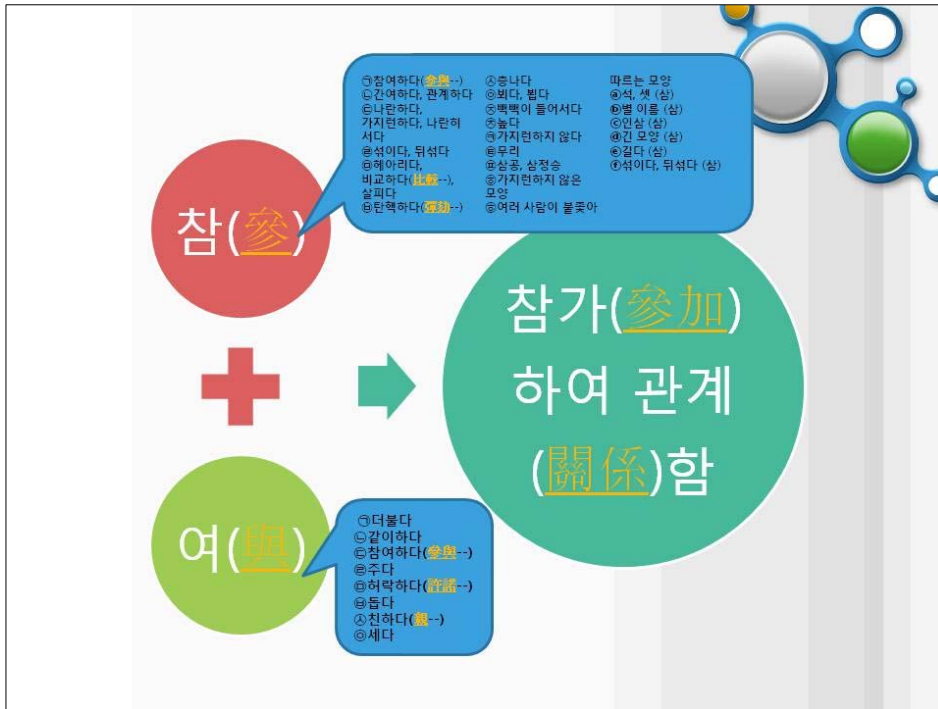 ㉠참여하다(參與--)
㉡간여하다, 관계하다
㉢나란하다,
가지런하다, 나란히
서다
㉣섞이다, 뒤섞다
㉤헤아리다,
비교하다(比較--),
살피다
㉥탄핵하다(彈劾--)
㉦층나다
㉧뵈다, 뵙다
㉨빽빽이 들어서다
㉩높다
㉪가지런하지 않다
㉫무리
㉬삼공, 삼정승
㉭가지런하지 않은
모양
㉧여러 사람이 붙좇아
따르는 모양
ⓐ석, 셋 (삼)
ⓑ별 이름 (삼)
ⓒ인삼 (삼)
ⓓ긴 모양 (삼)
ⓔ길다 (삼)
ⓕ섞이다, 뒤섞다 (삼)
참(參)
여(與)
㉠더불다
㉡같이하다
㉢참여하다(參與--)
㉣주다
㉤허락하다(許諾--)
㉥돕다
㉦친하다(親--)
㉧세다
참가(參加)
하여 관계
(關係)함